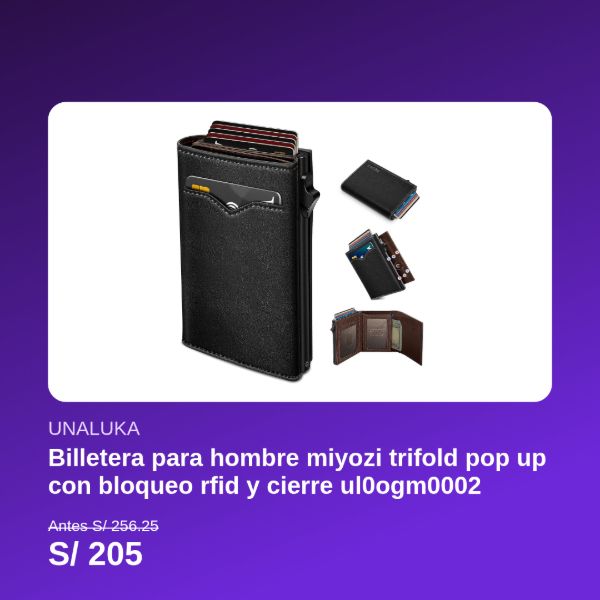 UNALUKA
Billetera para hombre miyozi trifold pop up
con bloqueo rfid y cierre ul0ogm0002
Antes S/ 256.25
S/ 205